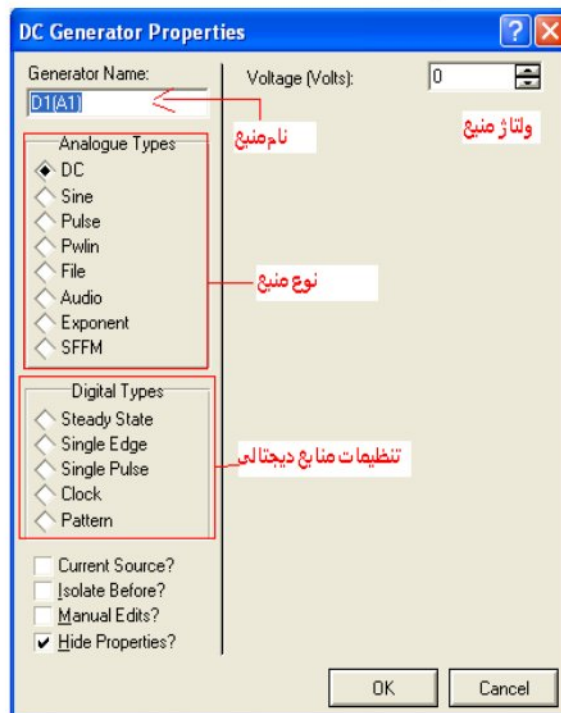 DC Generator Properties
Generator Name:
D1(A1)
Voltage (Volts):
0
نام منبع
ولتاژ منبع
Analogue Types
DC
Sine
Pulse
Pwlin
File
Audio
Exponent
SFFM
نوع منبع
Digital Types
Steady State
Single Edge
Single Pulse
Clock
Pattern
تنظیمات منابع دیجتالی
Current Source?
Isolate Before?
Manual Edits?
Hide Properties?
OK
Cancel